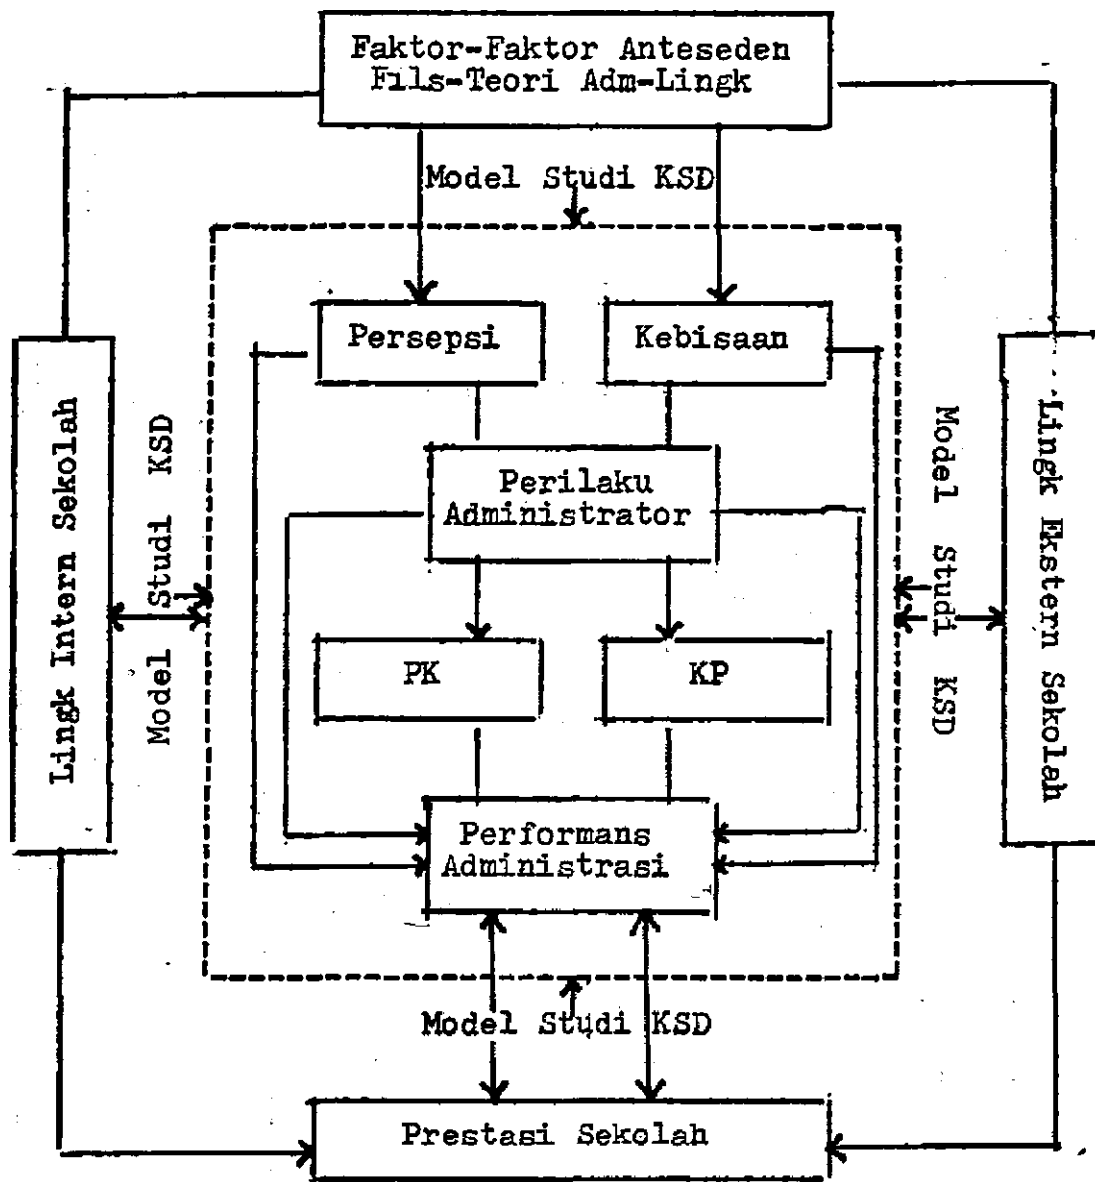 Faktor-Faktor Anteseden
Fils-Teori Adm-Lingk
Model Studi KSD
Persepsi
Kebisaan
Lingk Intern Sekolah
Model Studi KSD
Perilaku
Administrator
Model Studi KSD
Lingk Ekstern Sekolah
PK
KP
Performans
Administrasi
Model Studi KSD
Prestasi Sekolah